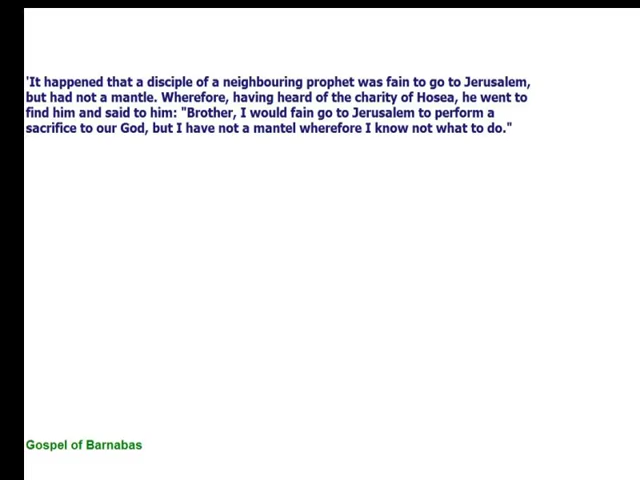 'It happened that a disciple of a neighbouring prophet was fain to go to Jerusalem,
but had not a mantle. Wherefore, having heard of the charity of Hosea, he went to
find him and said to him: "Brother, I would fain go to Jerusalem to perform a
sacrifice to our God, but I have not a mantel wherefore I know not what to do."
Gospel of Barnabas